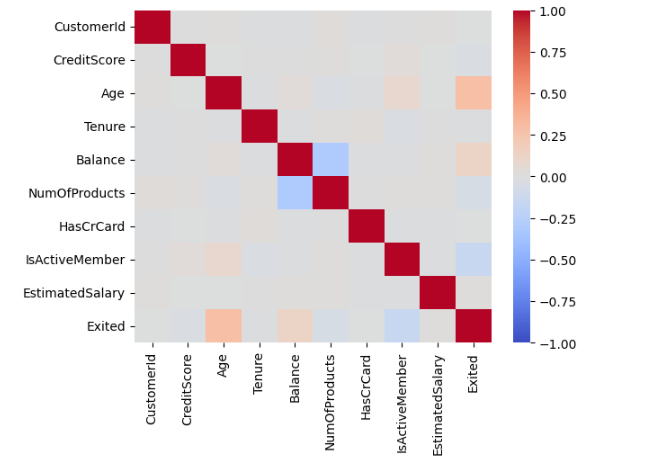 CustomerId
CreditScore
Age
Tenure
Balance
NumOfProducts
HasCrCard
IsActiveMember
EstimatedSalary
Exited
CustomerId
CreditScore
Age
Tenure
Balance
NumOfProducts
HasCrCard
IsActiveMember
EstimatedSalary
Exited
1.00
0.75
0.50
0.25
0.00
−0.25
−0.50
−0.75
−1.00